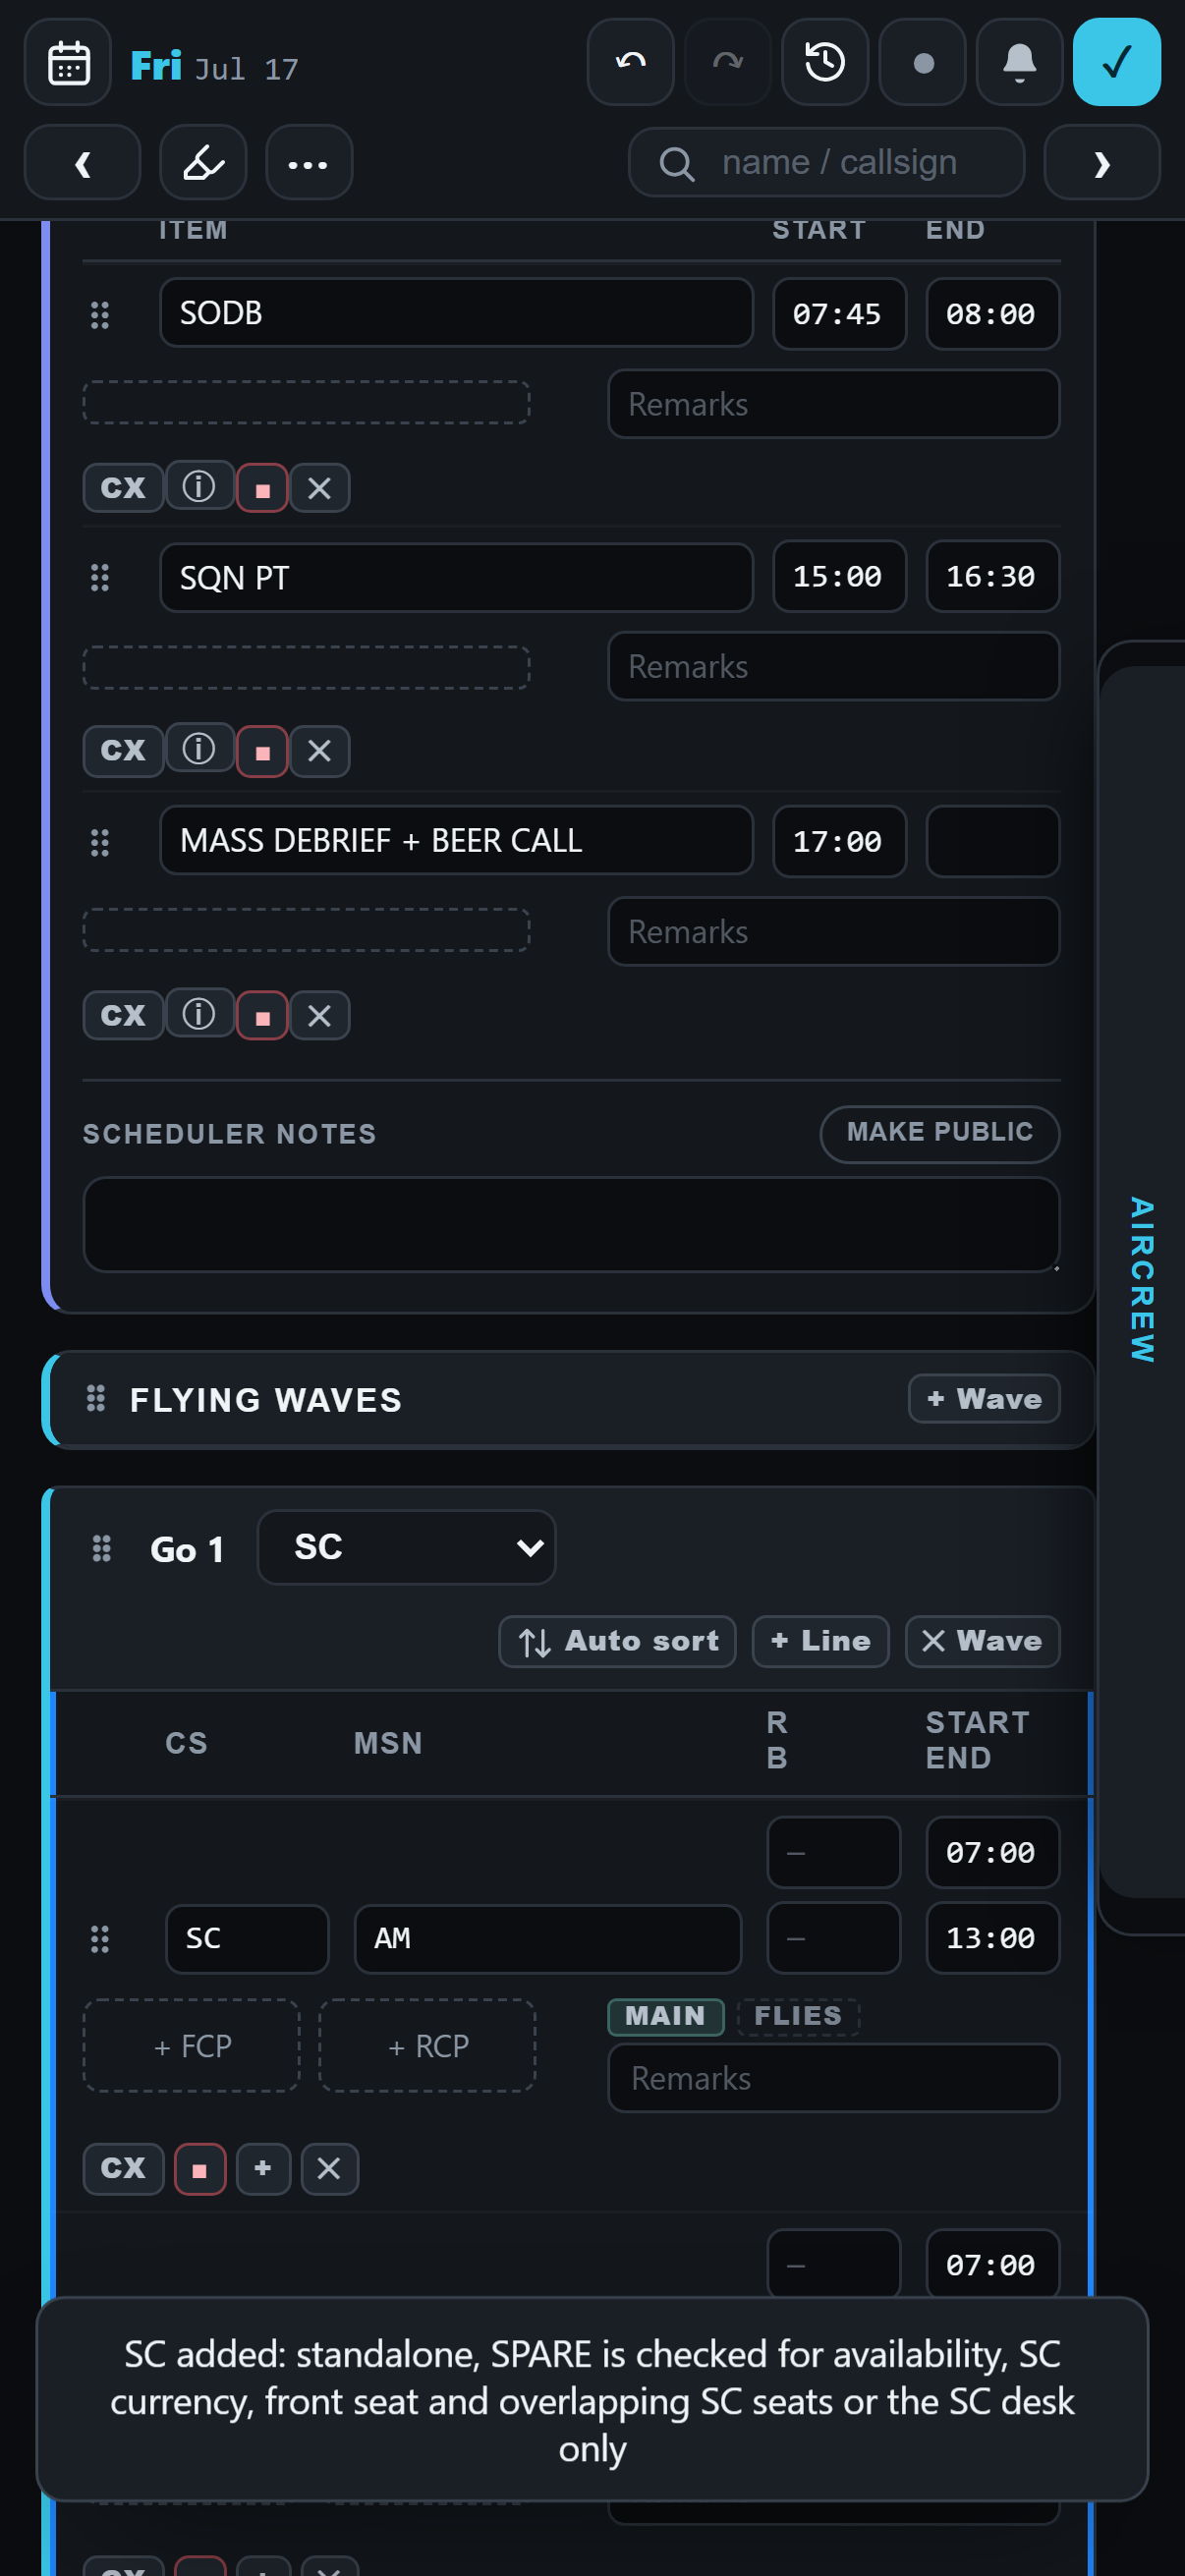 Fri Jul 17
name / callsign
ITEM START END
SODB 07:45 08:00
Remarks
CX
SQN PT 15:00 16:30
Remarks
CX
MASS DEBRIEF + BEER CALL 17:00
Remarks
CX
SCHEDULER NOTES MAKE PUBLIC
AIRCREW
FLYING WAVES + Wave
Go 1 SC
Auto sort + Line × Wave
CS MSN R B START END
– 07:00
SC AM – 13:00
+ FCP + RCP MAIN FLIES
Remarks
CX
– 07:00
SC added: standalone, SPARE is checked for availability, SC
currency, front seat and overlapping SC seats or the SC desk
only
CX